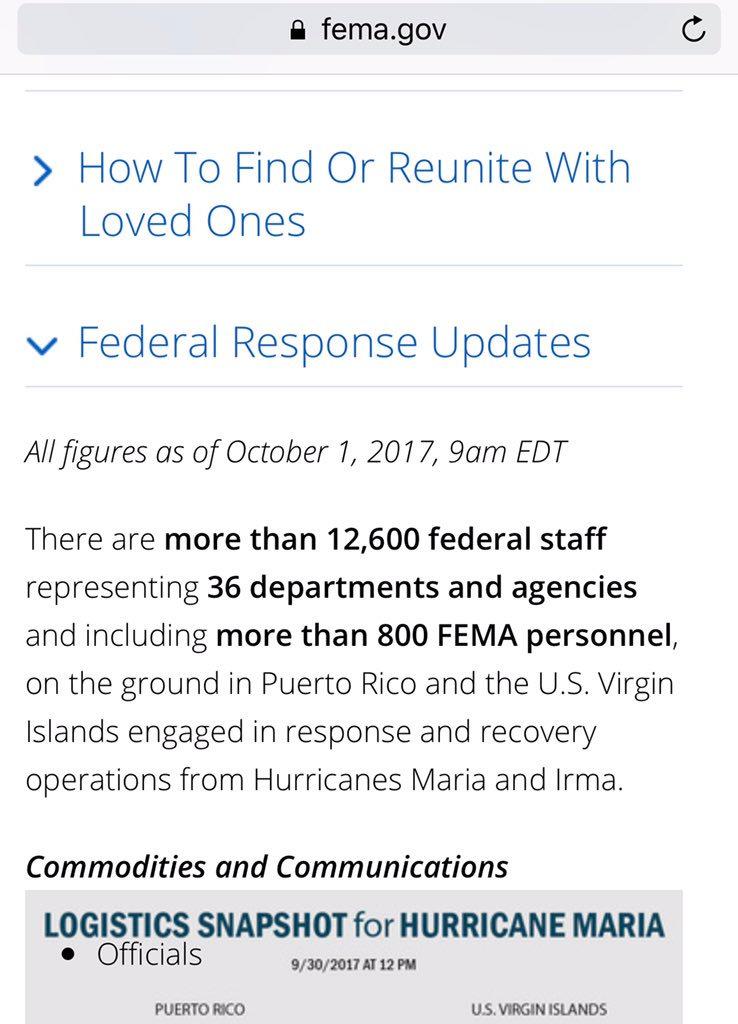 fema.gov
How To Find Or Reunite With
Loved Ones
Federal Response Updates
All figures as of October 1, 2017, 9am EDT
There are more than 12,600 federal staff
representing 36 departments and agencies
and including more than 800 FEMA personnel,
on the ground in Puerto Rico and the U.S. Virgin
Islands engaged in response and recovery
operations from Hurricanes Maria and Irma.
Commodities and Communications
LOGISTICS SNAPSHOT for HURRICANE MARIA
• Officials
9/30/2017 AT 12 PM
PUERTO RICO U.S. VIRGIN ISLANDS